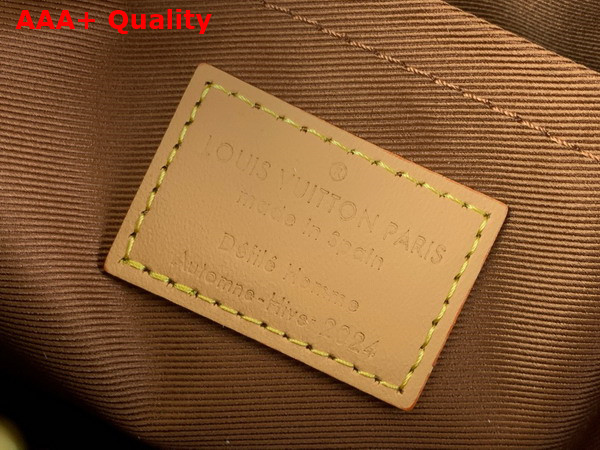 AAA+ Quality
®
LOUIS VUITTON PARIS
made in Spain
Défilé Homme
Automne-Hiver 2024